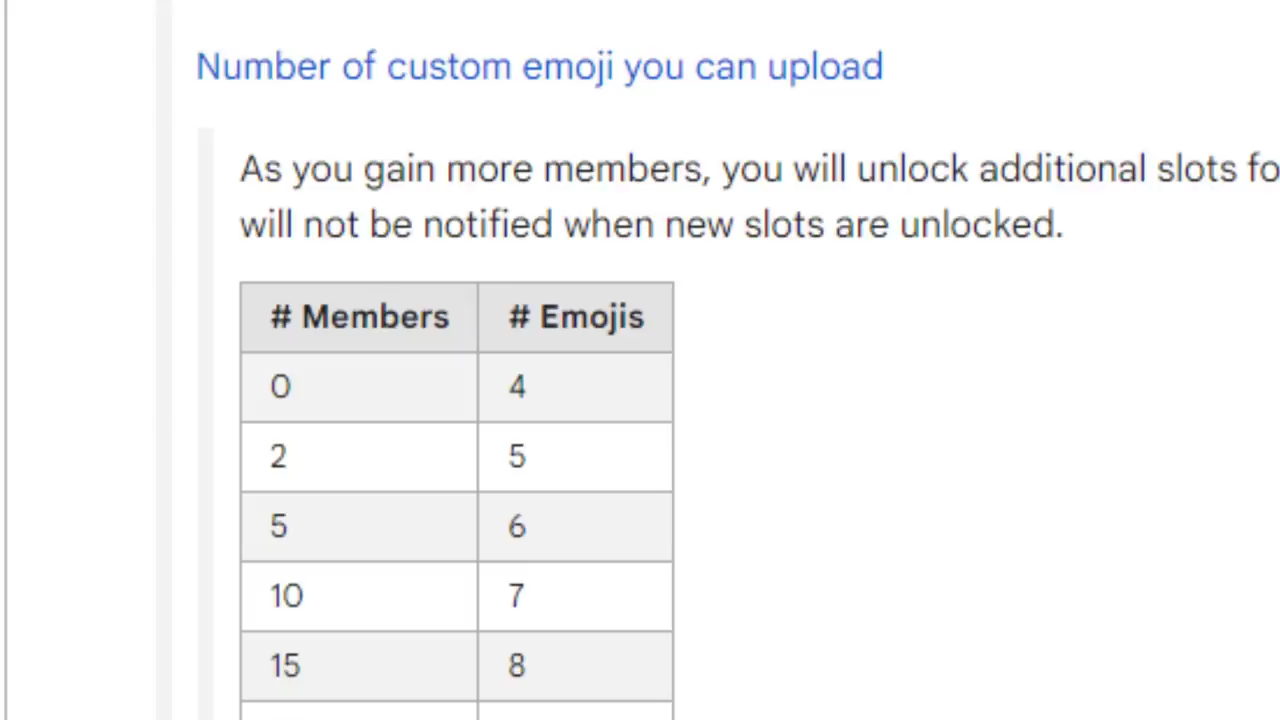 Number of custom emoji you can upload
As you gain more members, you will unlock additional slots
will not be notified when new slots are unlocked.
# Members # Emojis
0 4
2 5
5 6
10 7
15 8